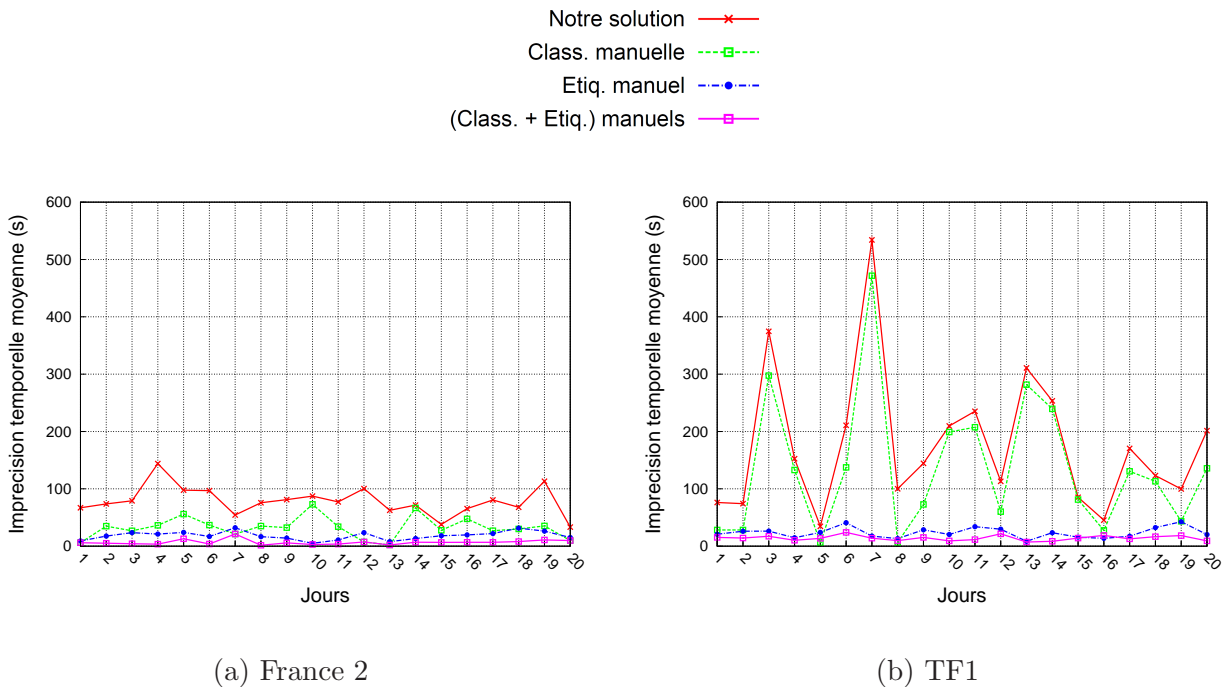 Notre solution
Class. manuelle
Etiq. manuel
(Class. + Etiq.) manuels
Imprecision temporelle moyenne (s)
600
500
400
300
200
100
0
1 2 3 4 5 6 7 8 9 10 11 12 13 14 15 16 17 18 19 20
Jours
(a) France 2
Imprecision temporelle moyenne (s)
600
500
400
300
200
100
0
1 2 3 4 5 6 7 8 9 10 11 12 13 14 15 16 17 18 19 20
Jours
(b) TF1